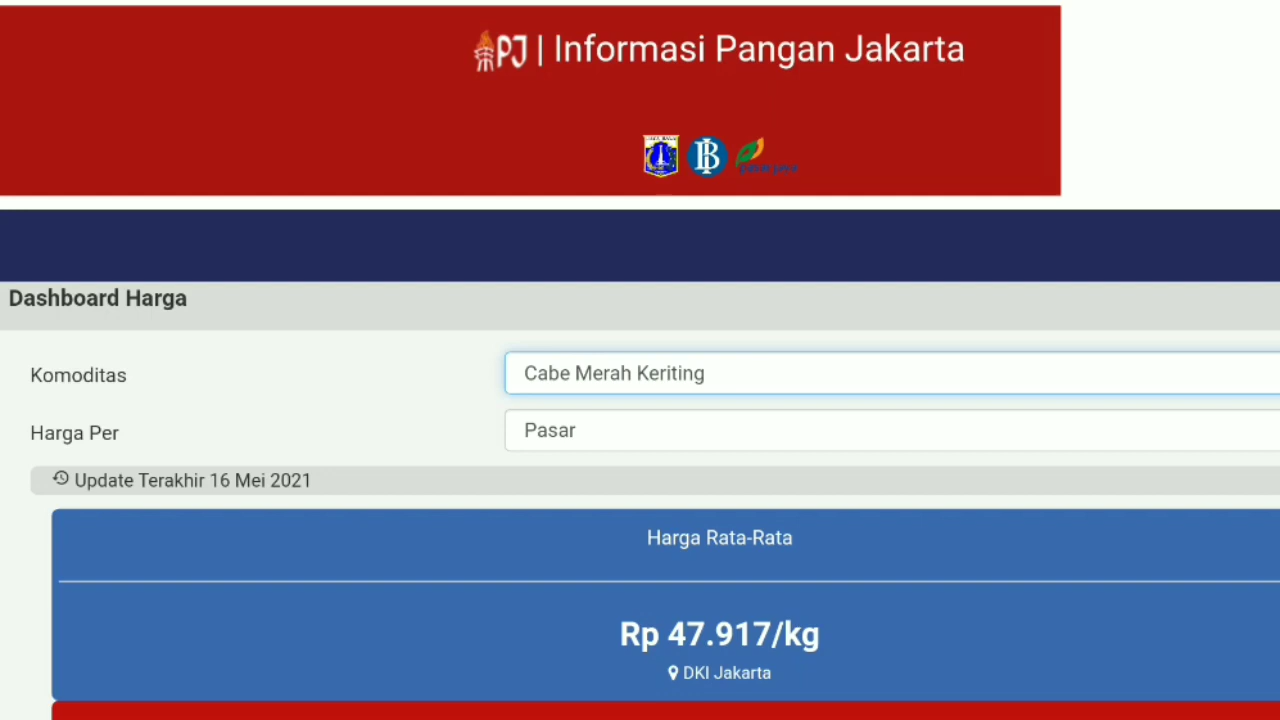 PJ | Informasi Pangan Jakarta
Dashboard Harga
Komoditas
Cabe Merah Keriting
Harga Per
Pasar
Update Terakhir 16 Mei 2021
Harga Rata-Rata
Rp 47.917/kg
DKI Jakarta